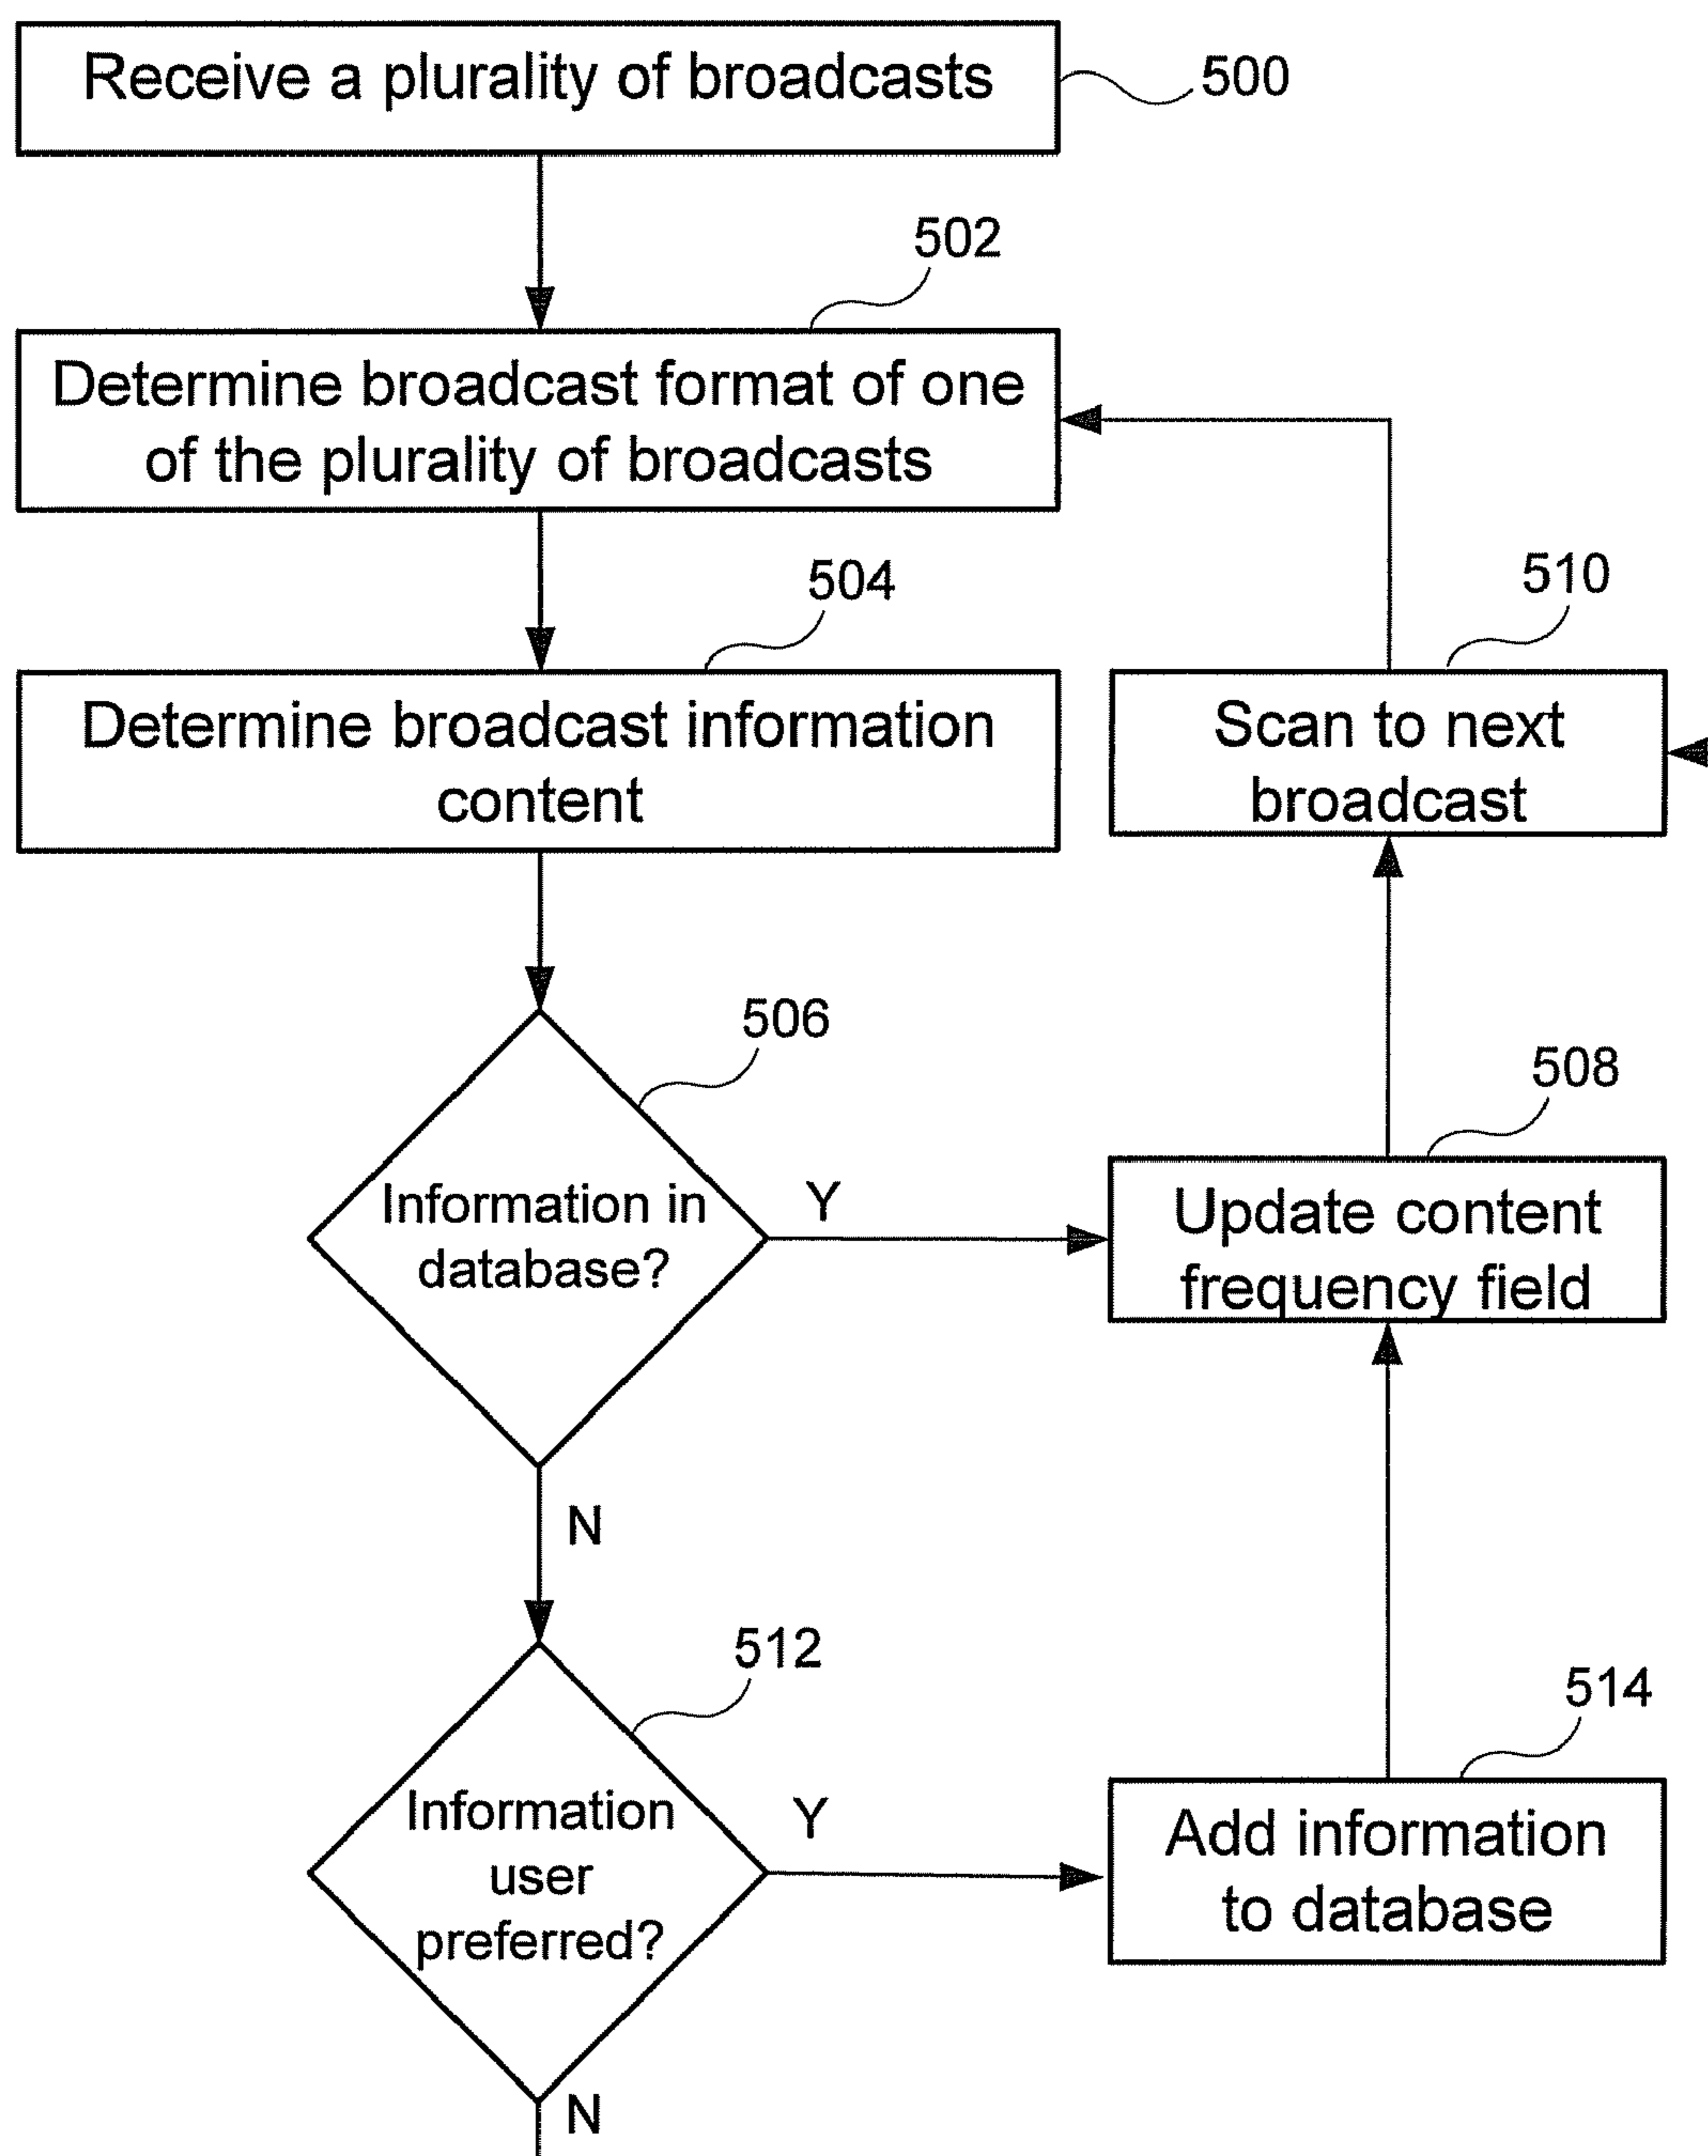 Receive a plurality of broadcasts
500
502
Determine broadcast format of one
of the plurality of broadcasts
504
Determine broadcast information
content
510
Scan to next
broadcast
506
Information in
database?
Y
N
508
Update content
frequency field
512
Information
user
preferred?
Y
N
514
Add information
to database